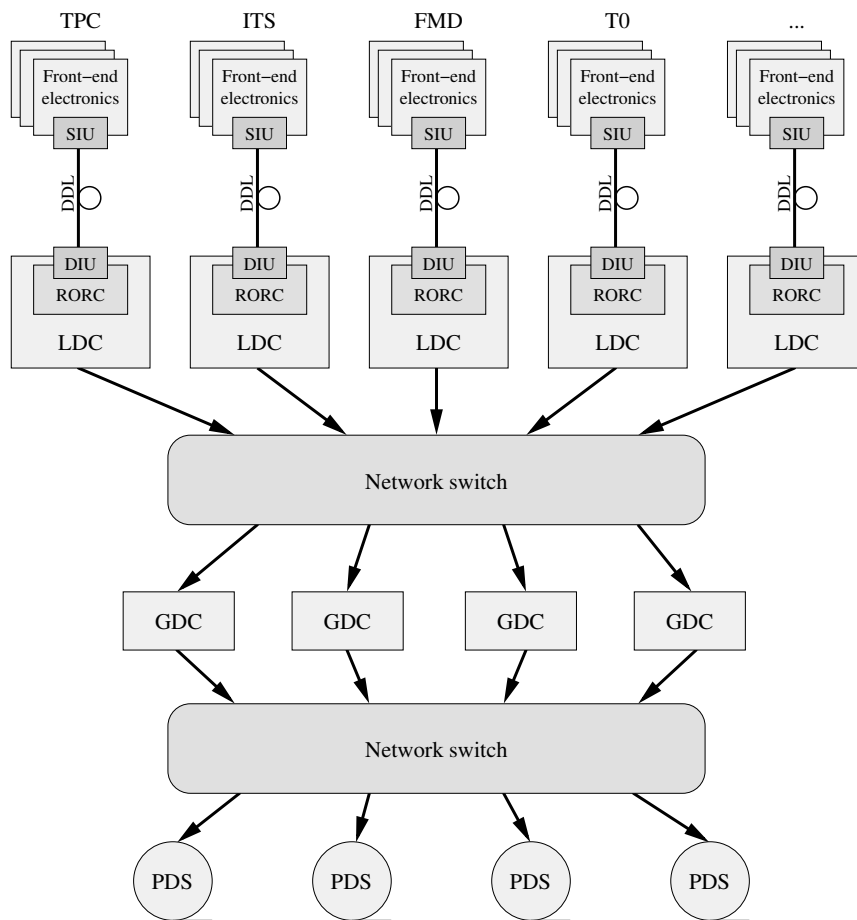 TPC ITS FMD T0 ...
Front−end Front−end Front−end Front−end Front−end
electronics electronics electronics electronics electronics
SIU SIU SIU SIU SIU
DDL DDL DDL DDL DDL
DIU DIU DIU DIU DIU
RORC RORC RORC RORC RORC
LDC LDC LDC LDC LDC
Network switch
GDC GDC GDC GDC
Network switch
PDS PDS PDS PDS